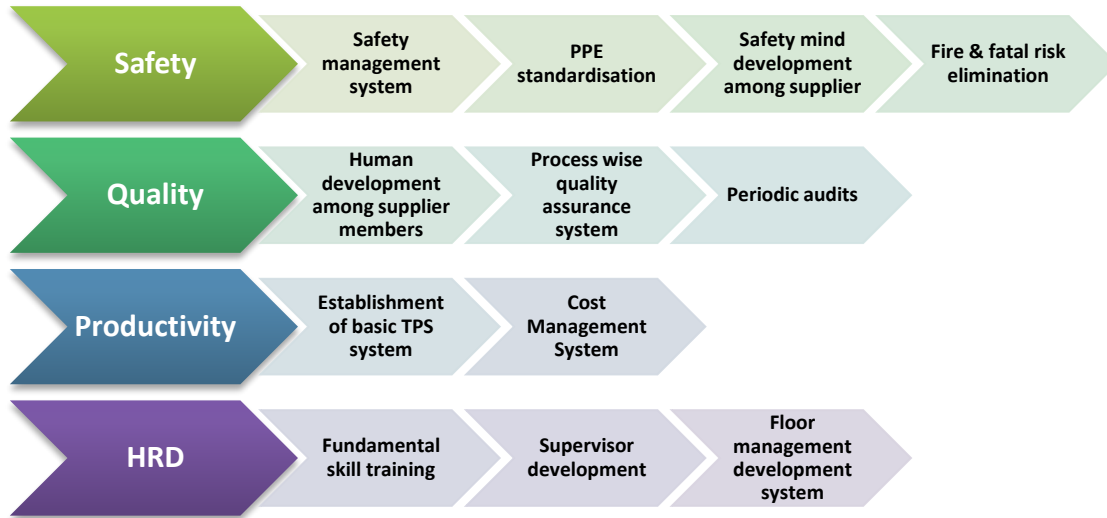 Safety
Safety
management
system
PPE
standardisation
Safety mind
development
among supplier
Fire & fatal risk
elimination
Quality
Human
development
among supplier
members
Process wise
quality
assurance
system
Periodic audits
Productivity
Establishment
of basic TPS
system
Cost
Management
System
HRD
Fundamental
skill training
Supervisor
development
Floor
management
development
system